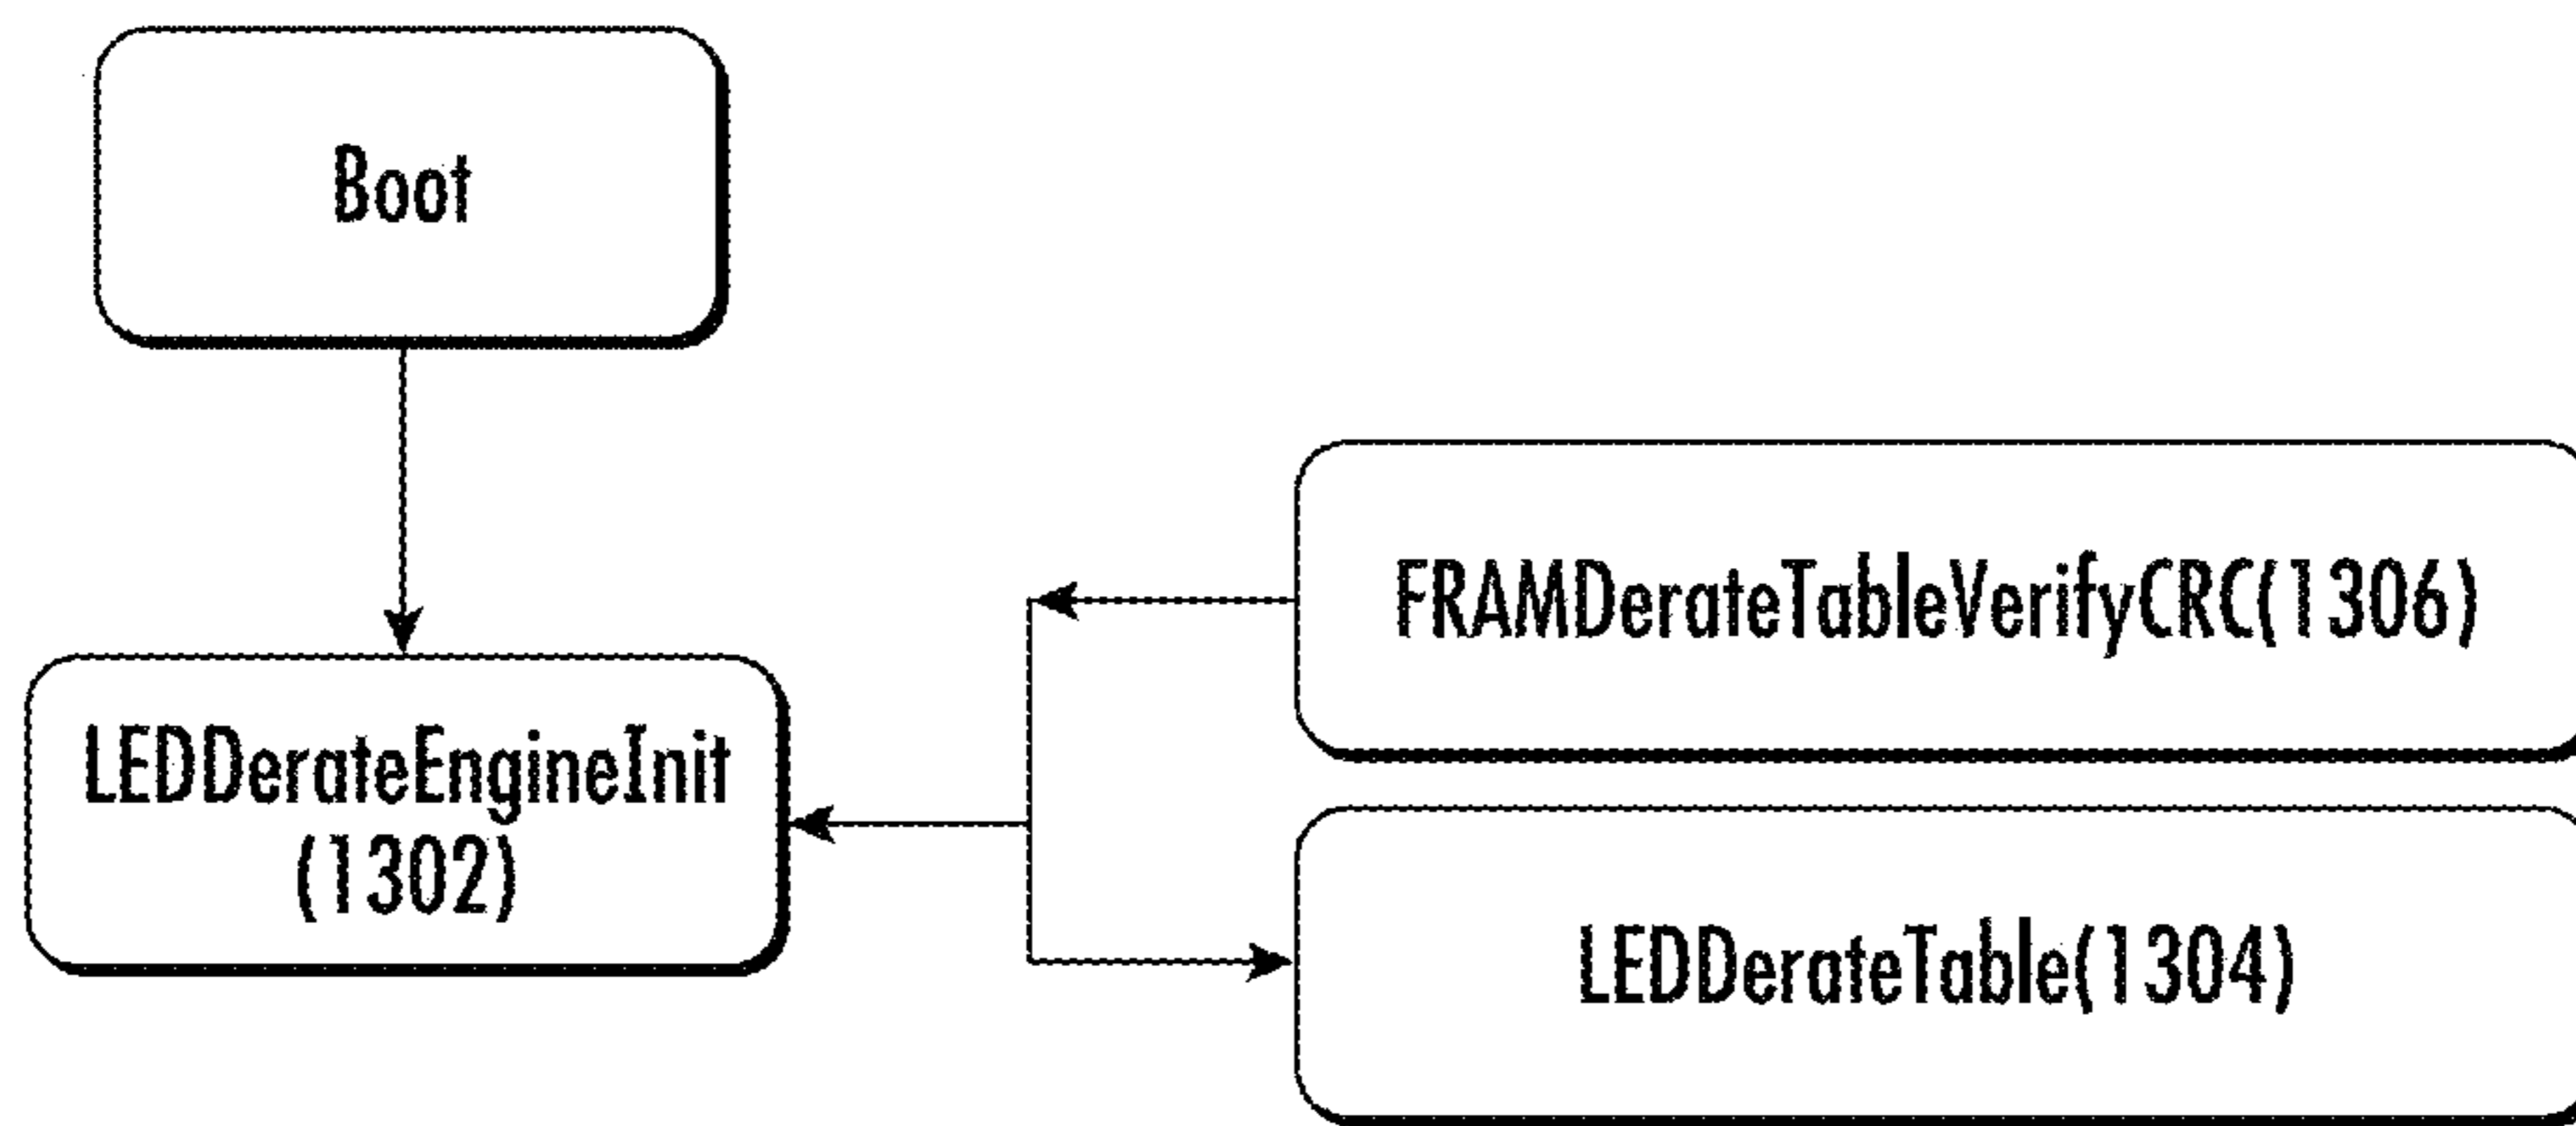 Boot
FRAMDerateTableVerifyCRC(1306)
LEDDerateEngineInit
(1302)
LEDDerateTable(1304)